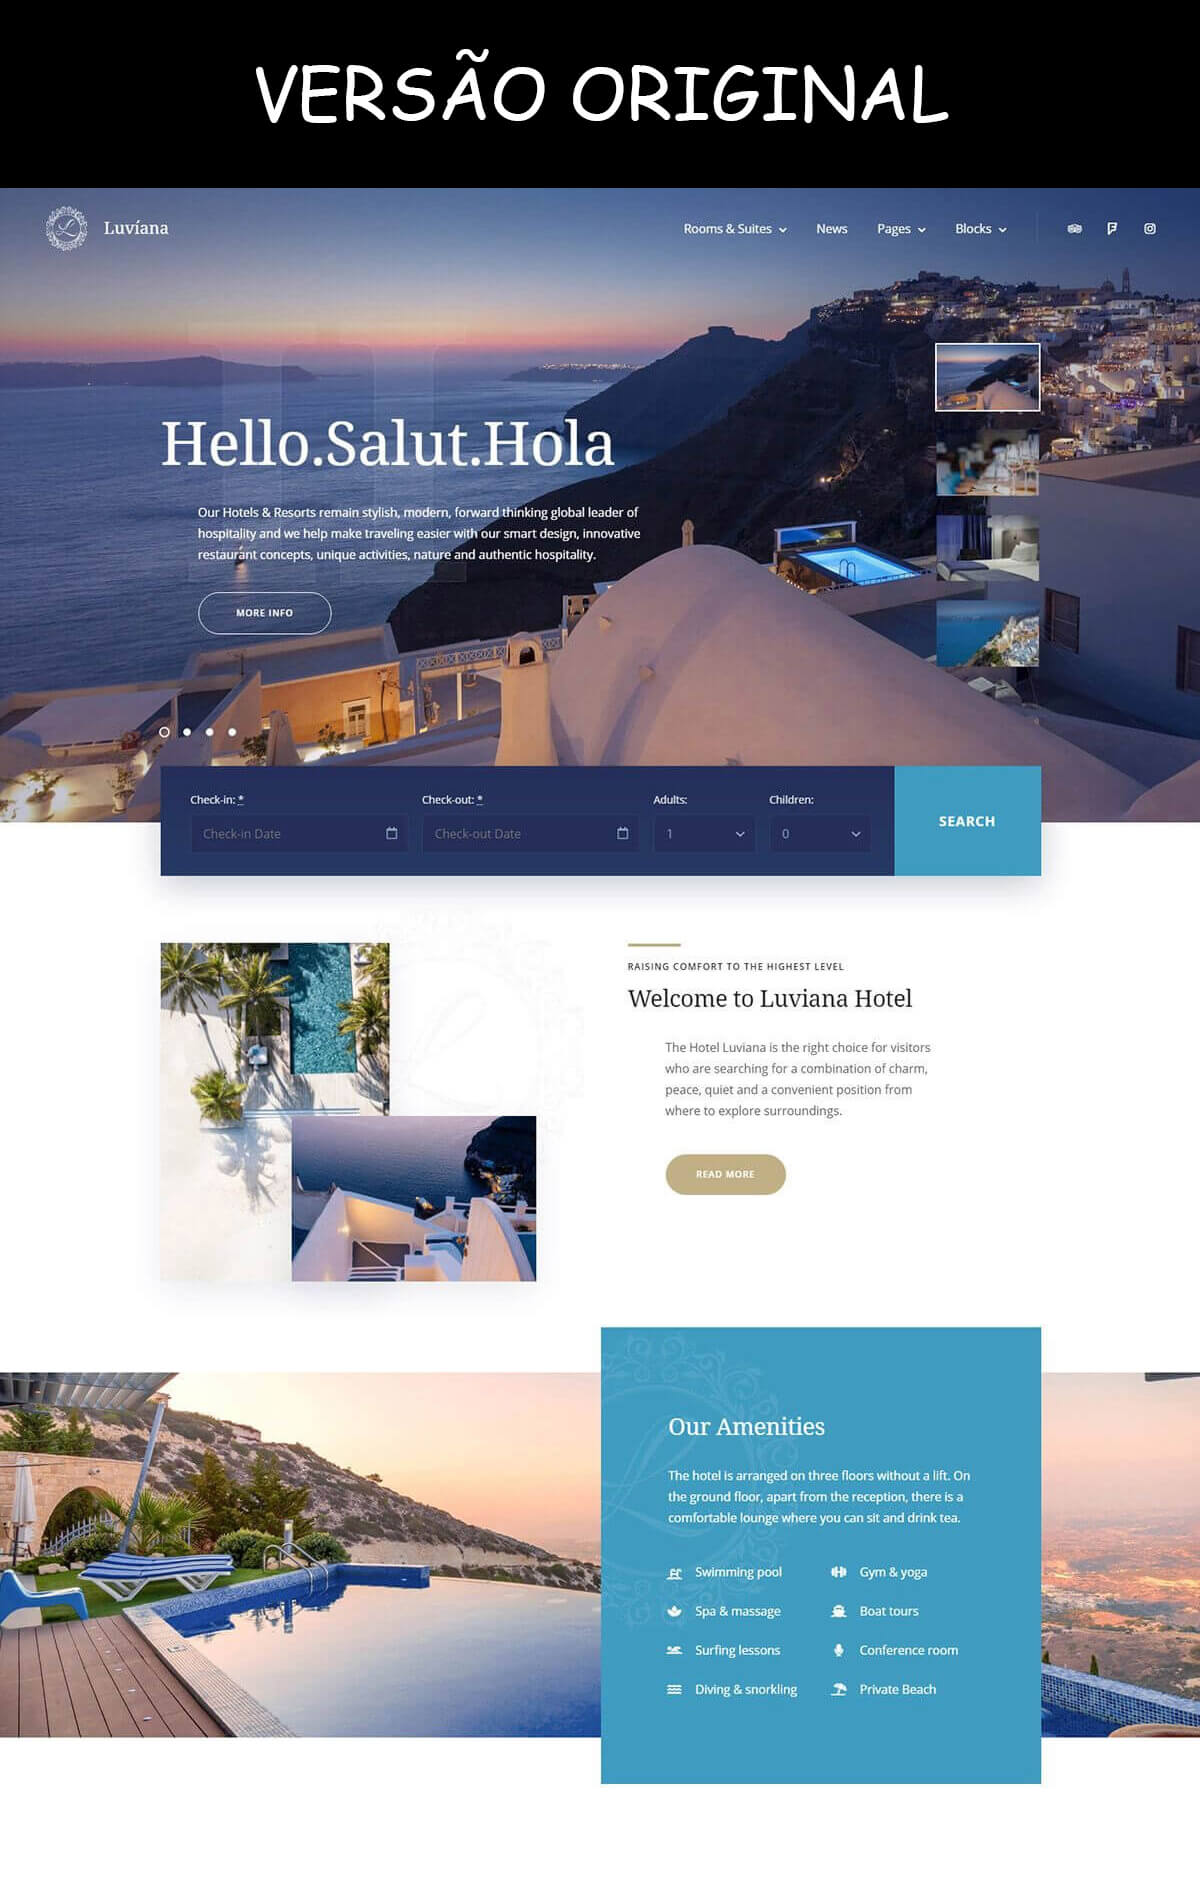 VERSÃO ORIGINAL
Luvíana
Rooms & Suites
News
Pages
Blocks
Hello.Salut.Hola
Our Hotels & Resorts remain stylish, modern, forward thinking global leader of
hospitality and we help make traveling easier with our smart design, innovative
restaurant concepts, unique activities, nature and authentic hospitality.
MORE INFO
Check-in: *
Check-out: *
Adults:
Children:
Check-in Date
Check-out Date
1
0
SEARCH
RAISING COMFORT TO THE HIGHEST LEVEL
Welcome to Luviana Hotel
The Hotel Luviana is the right choice for visitors
who are searching for a combination of charm,
peace, quiet and a convenient position from
where to explore surroundings.
READ MORE
Our Amenities
The hotel is arranged on three floors without a lift. On
the ground floor, apart from the reception, there is a
comfortable lounge where you can sit and drink tea.
Swimming pool
Gym & yoga
Spa & massage
Boat tours
Surfing lessons
Conference room
Diving & snorkling
Private Beach